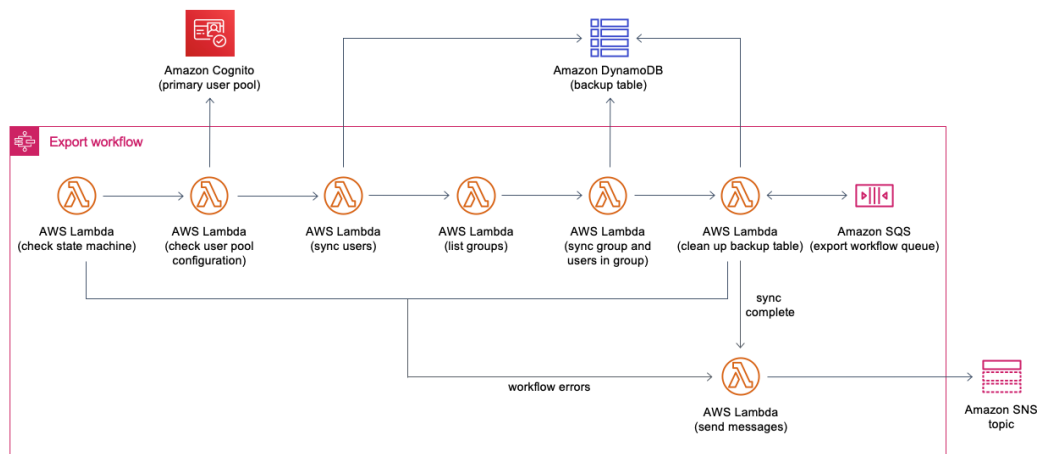 Amazon Cognito
(primary user pool)
Amazon DynamoDB
(backup table)
Export workflow
AWS Lambda
(check state machine)
AWS Lambda
(check user pool
configuration)
AWS Lambda
(sync users)
AWS Lambda
(list groups)
AWS Lambda
(sync group and
users in group)
AWS Lambda
(clean up backup table)
Amazon SQS
(export workflow queue)
sync
complete
workflow errors
AWS Lambda
(send messages)
Amazon SNS
topic